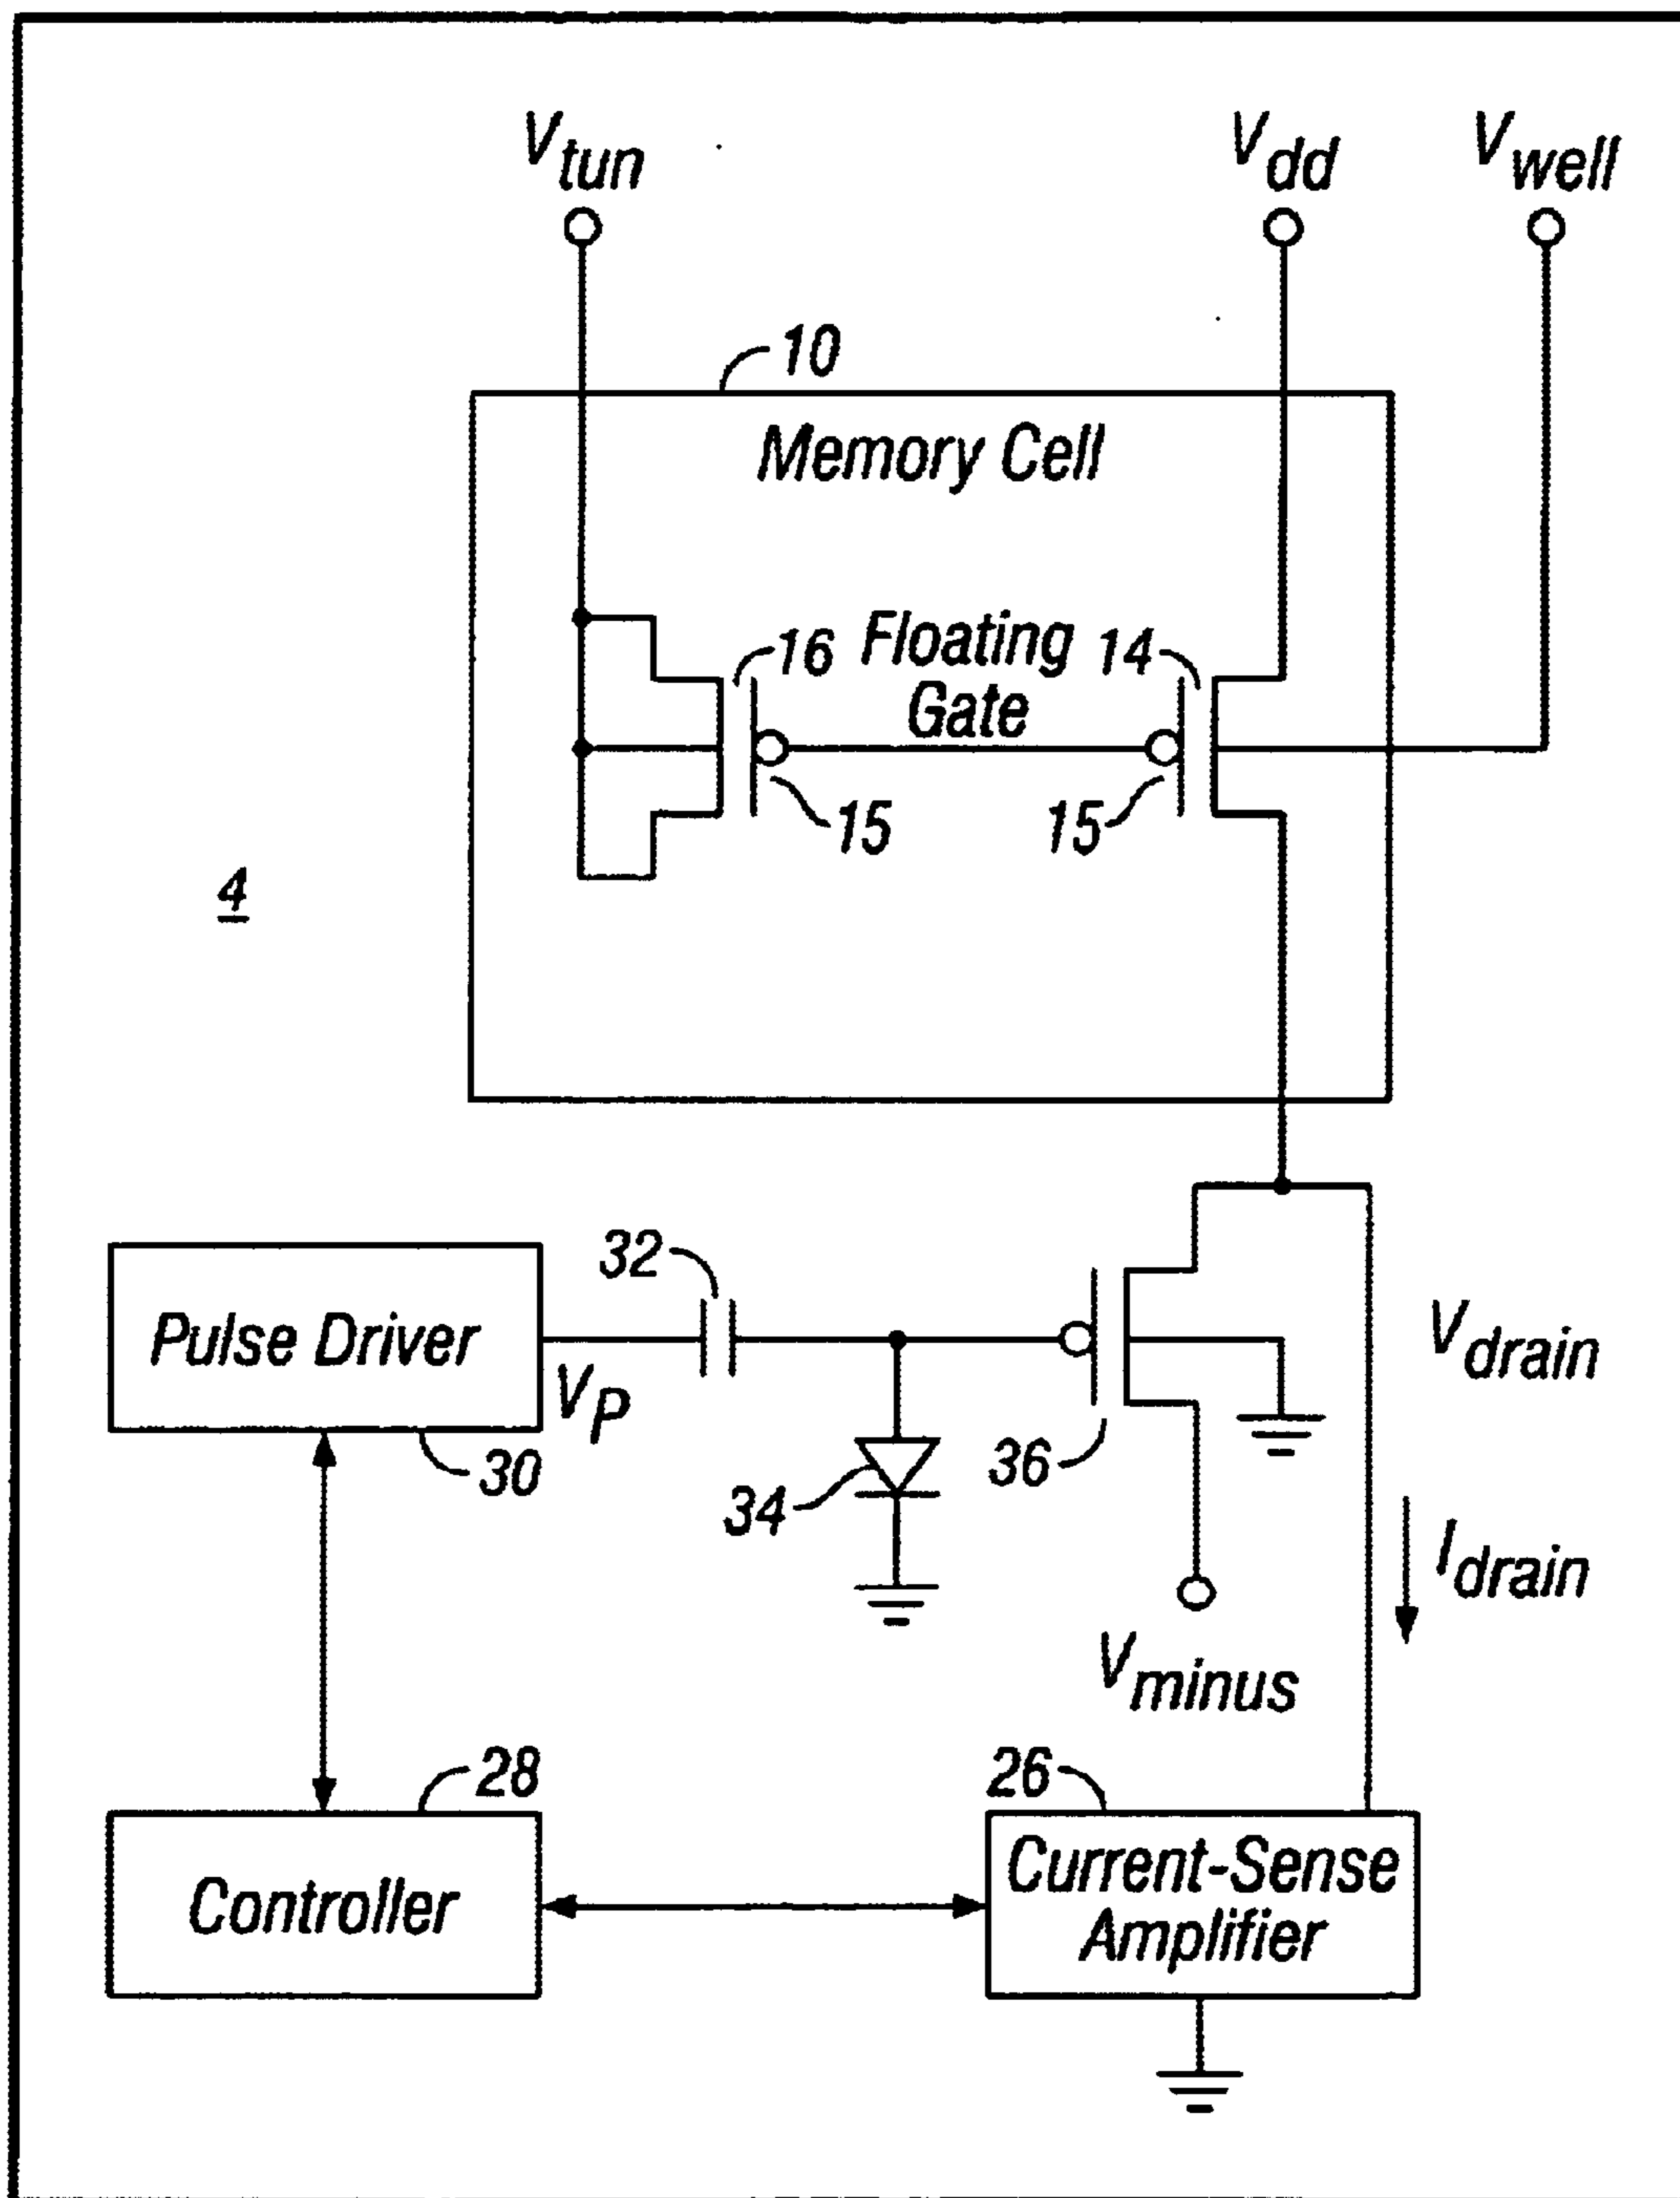 Vtun
Vdd
Vwell
10
Memory Cell
16
Floating
Gate
14
15
15
4
32
Pulse Driver
VP
30
34
36
Vdrain
Idrain
Vminus
28
26
Controller
Current-Sense
Amplifier